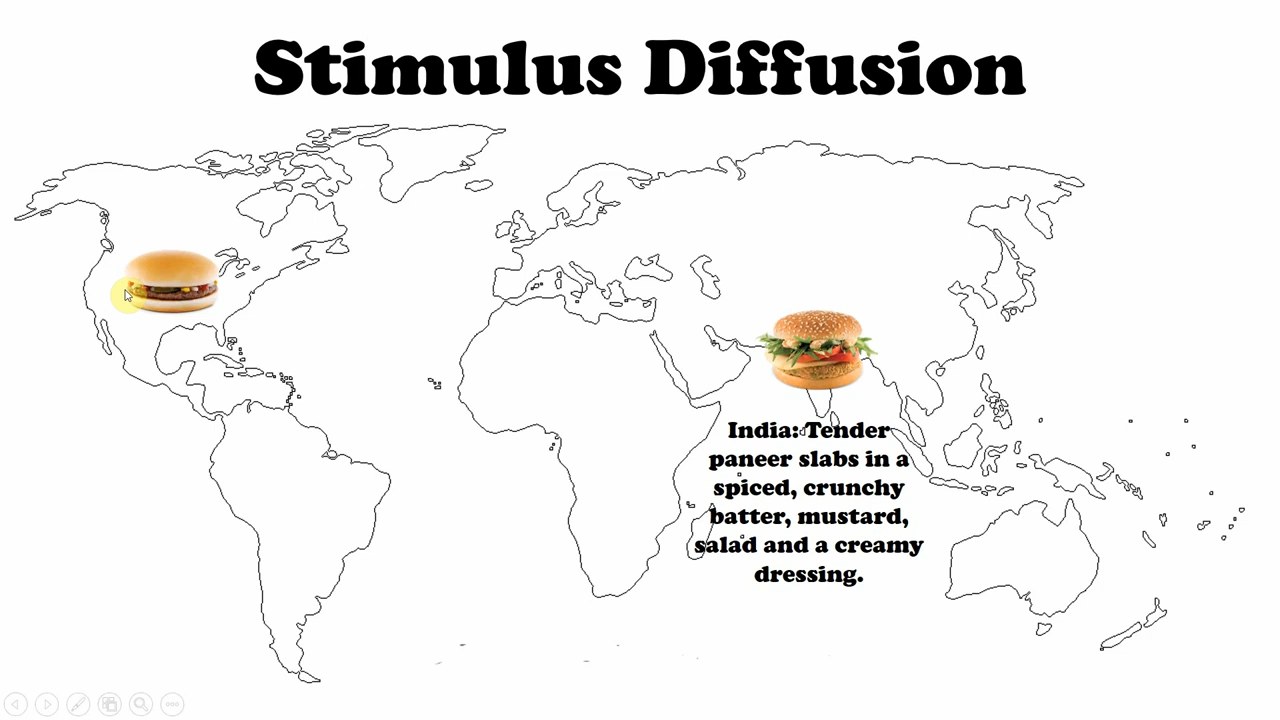 Stimulus Diffusion
India: Tender
paneer slabs in a
spiced, crunchy
batter, mustard,
salad and a creamy
dressing.